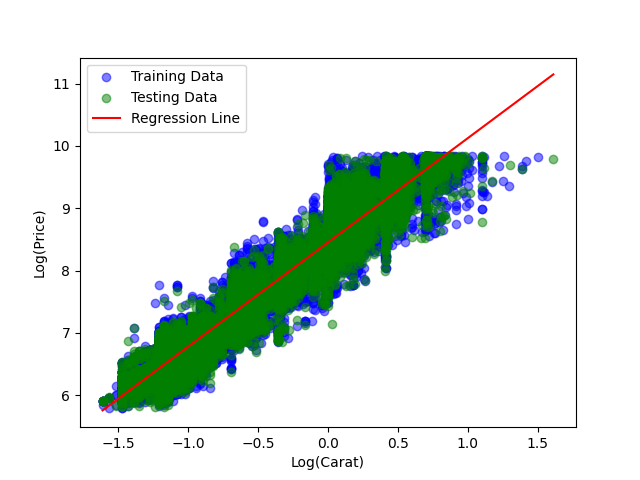 Training Data
Testing Data
Regression Line
11
10
9
8
7
6
Log(Price)
−1.5
−1.0
−0.5
0.0
0.5
1.0
1.5
Log(Carat)